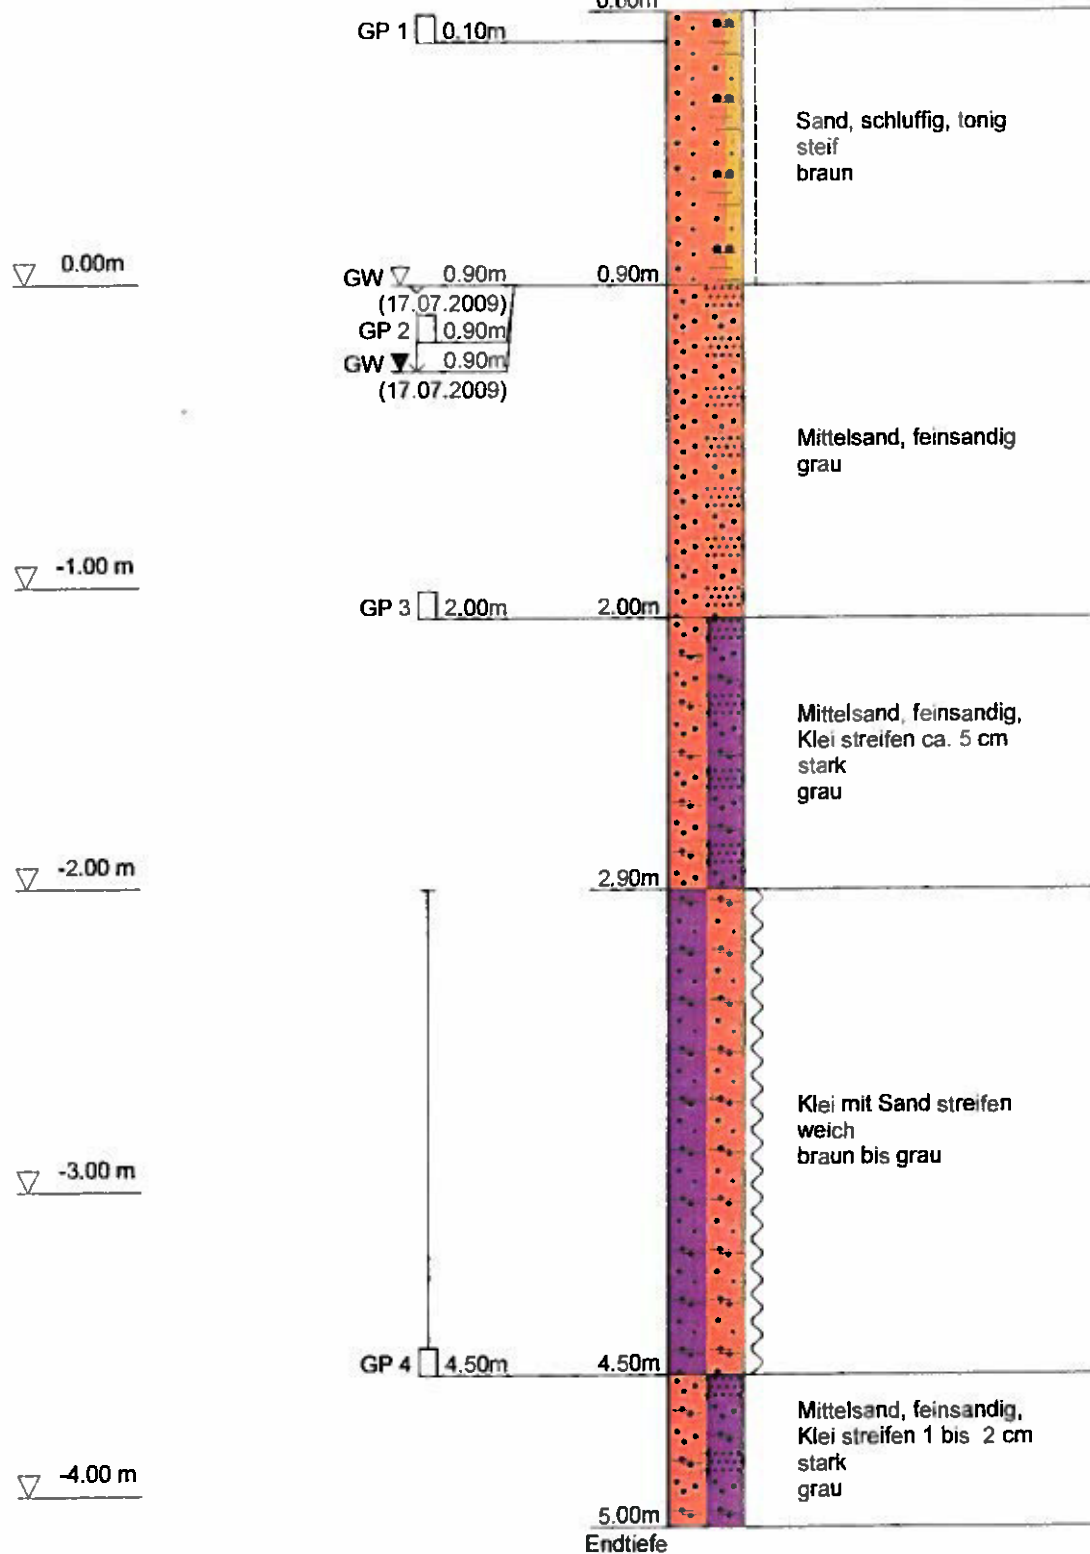 0.00m
GP 1 0.10m
Sand, schluffig, tonig
steif
braun
0.00m
GW 0.90m
0.90m
(17.07.2009)
GP 2 0.90m
GW 0.90m
(17.07.2009)
Mittelsand, feinsandig
grau
-1.00 m
GP 3 2.00m
2.00m
Mittelsand, feinsandig,
Klei streifen ca. 5 cm
stark
grau
-2.00 m
2.90m
Klei mit Sand streifen
weich
braun bis grau
-3.00 m
GP 4 4.50m
4.50m
Mittelsand, feinsandig,
Klei streifen 1 bis 2 cm
stark
grau
-4.00 m
5.00m
Endtiefe